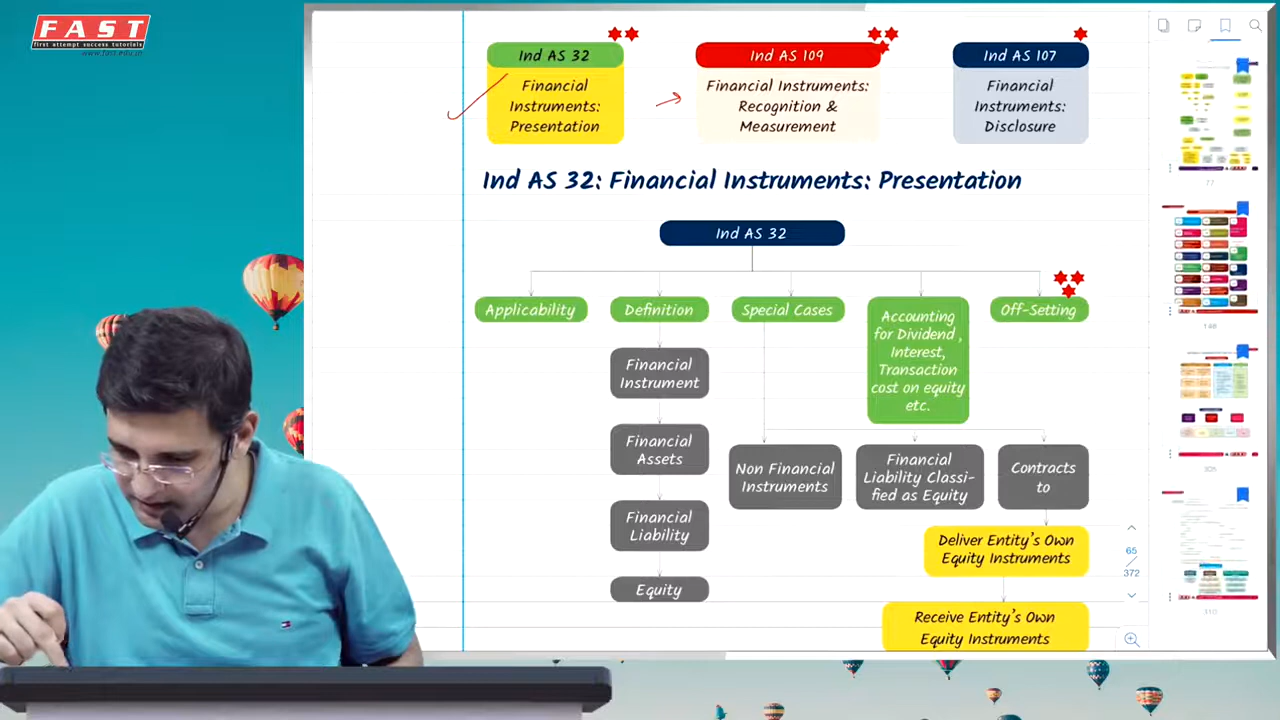 FAST
first attempt success tutorials
Ind AS 32
Financial
Instruments:
Presentation
Ind AS 109
Financial Instruments:
Recognition &
Measurement
Ind AS 107
Financial
Instruments:
Disclosure
Ind AS 32: Financial Instruments: Presentation
Ind AS 32
Applicability
Definition
Special Cases
Accounting
for Dividend ,
Interest,
Transaction
cost on equity
etc.
Off-Setting
Financial
Instrument
Financial
Assets
Financial
Liability
Equity
Non Financial
Instruments
Financial
Liability Classi-
fied as Equity
Contracts
to
Deliver Entity's Own
Equity Instruments
Receive Entity's Own
Equity Instruments
65
372
77
148
310